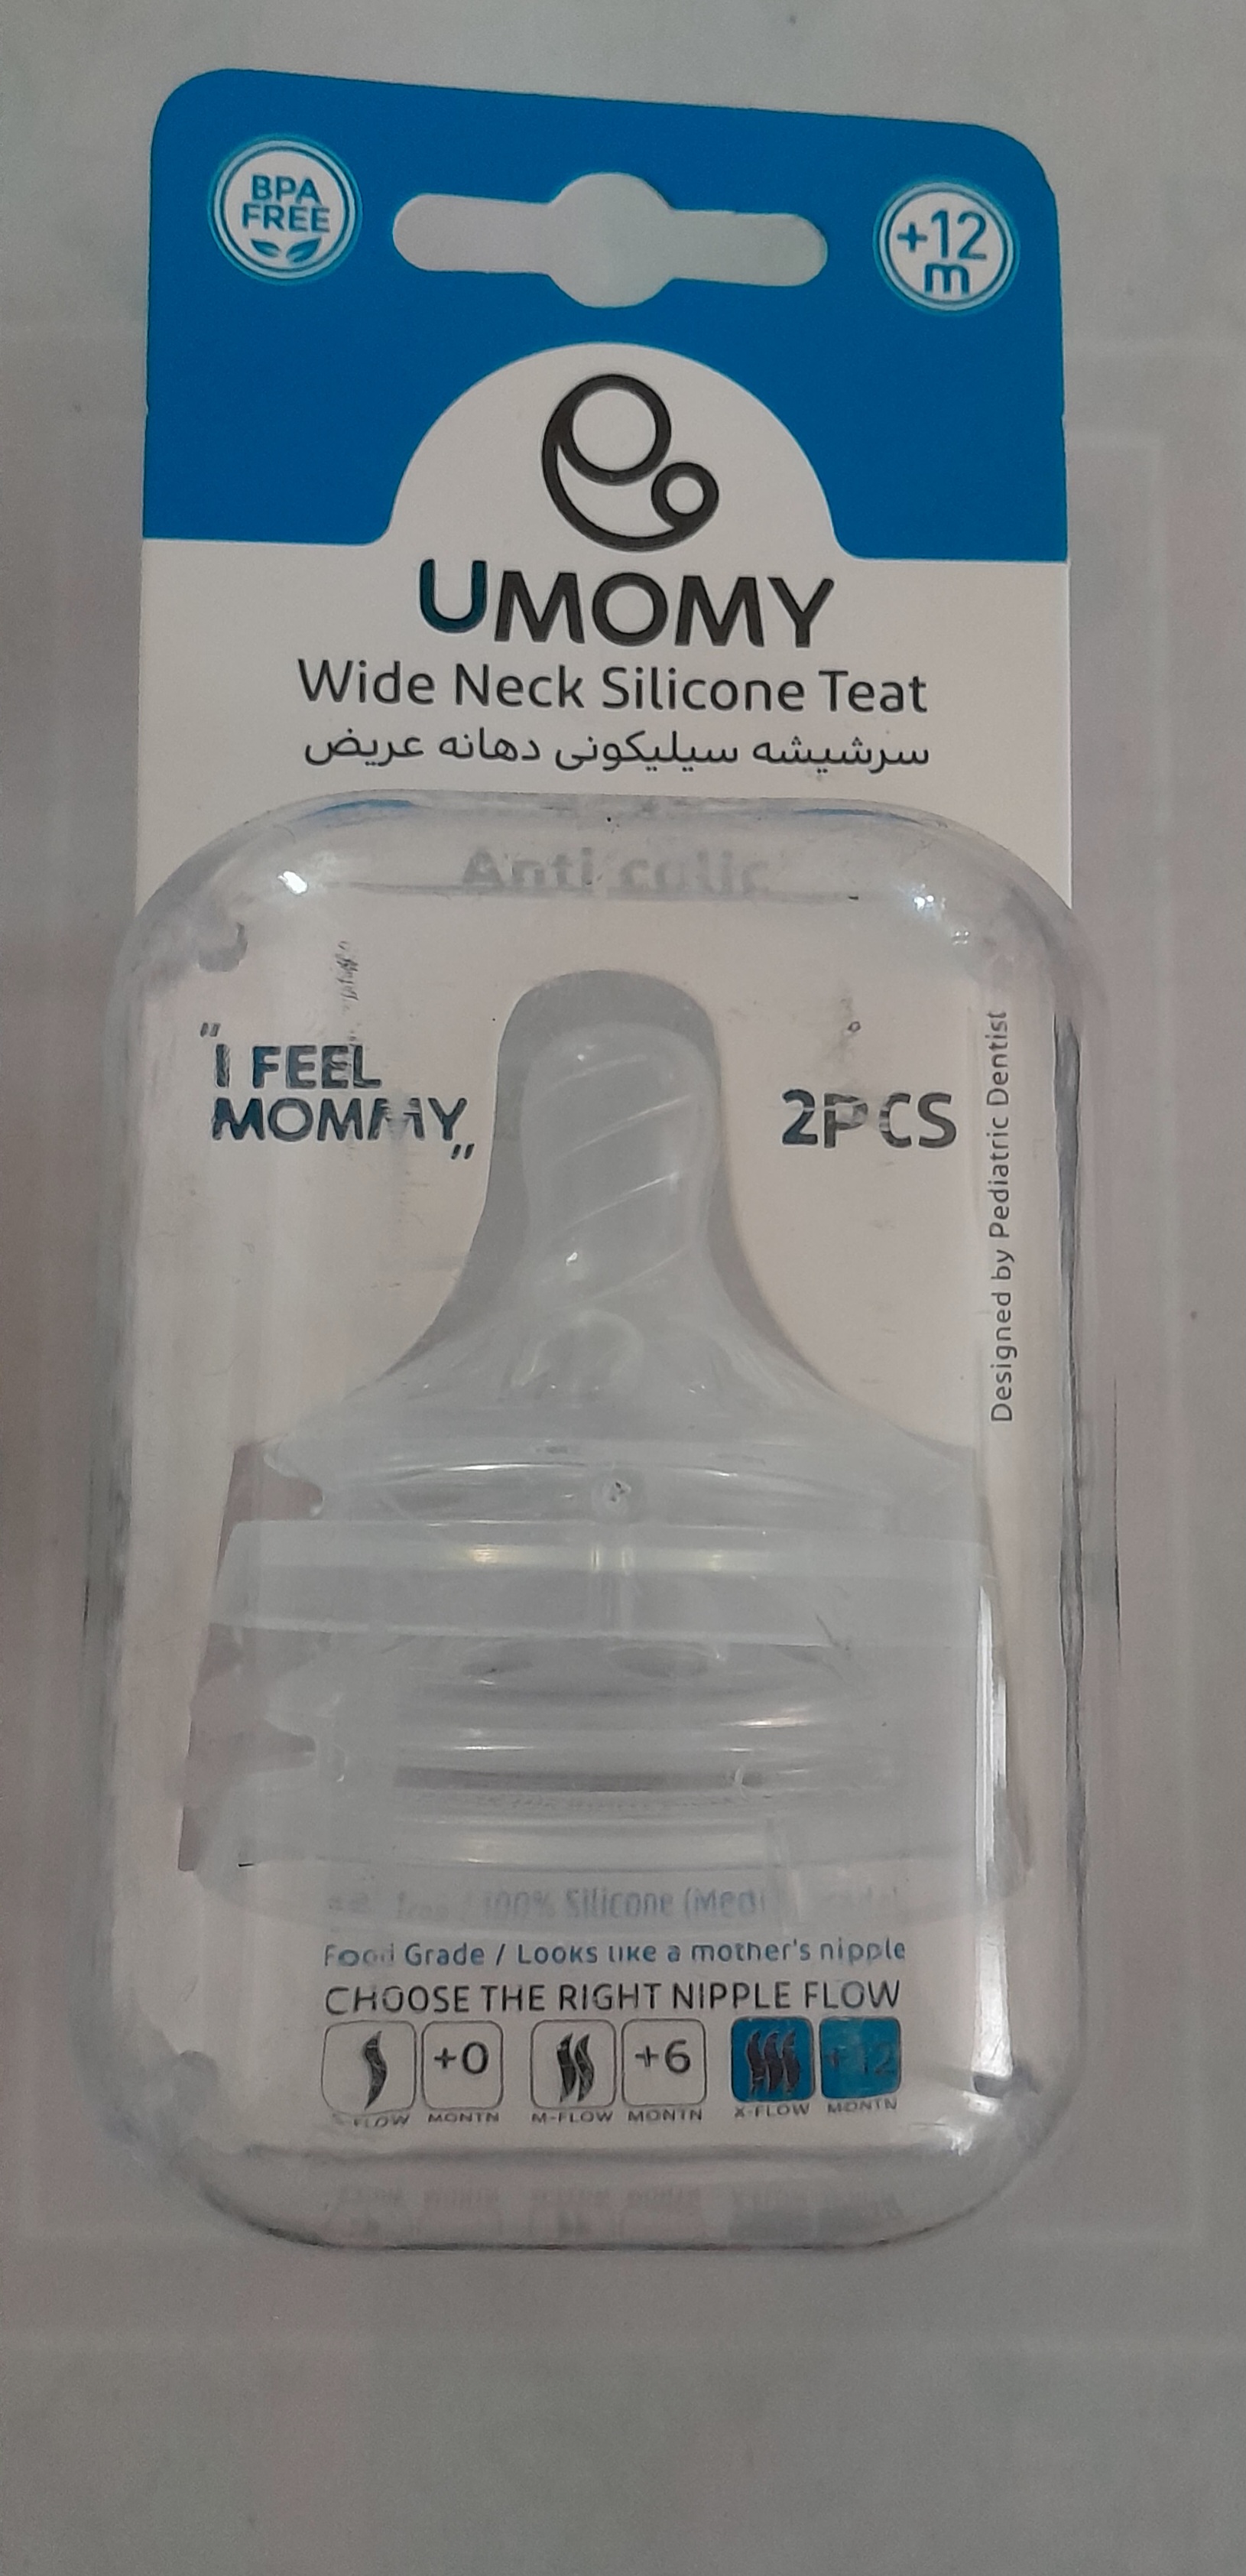 BPA
FREE
+12
m
UMOMY
Wide Neck Silicone Teat
سرشیشه سیلیکونی دهانه عریض
Anti colic
"I FEEL
MOMMY"
2PCS
Designed by Pediatric Dentist
100% Silicone
Food Grade / Looks like a mother's nipple
CHOOSE THE RIGHT NIPPLE FLOW
+0 +6 +12
S-FLOW MONTN M-FLOW MONTN X-FLOW MONTN